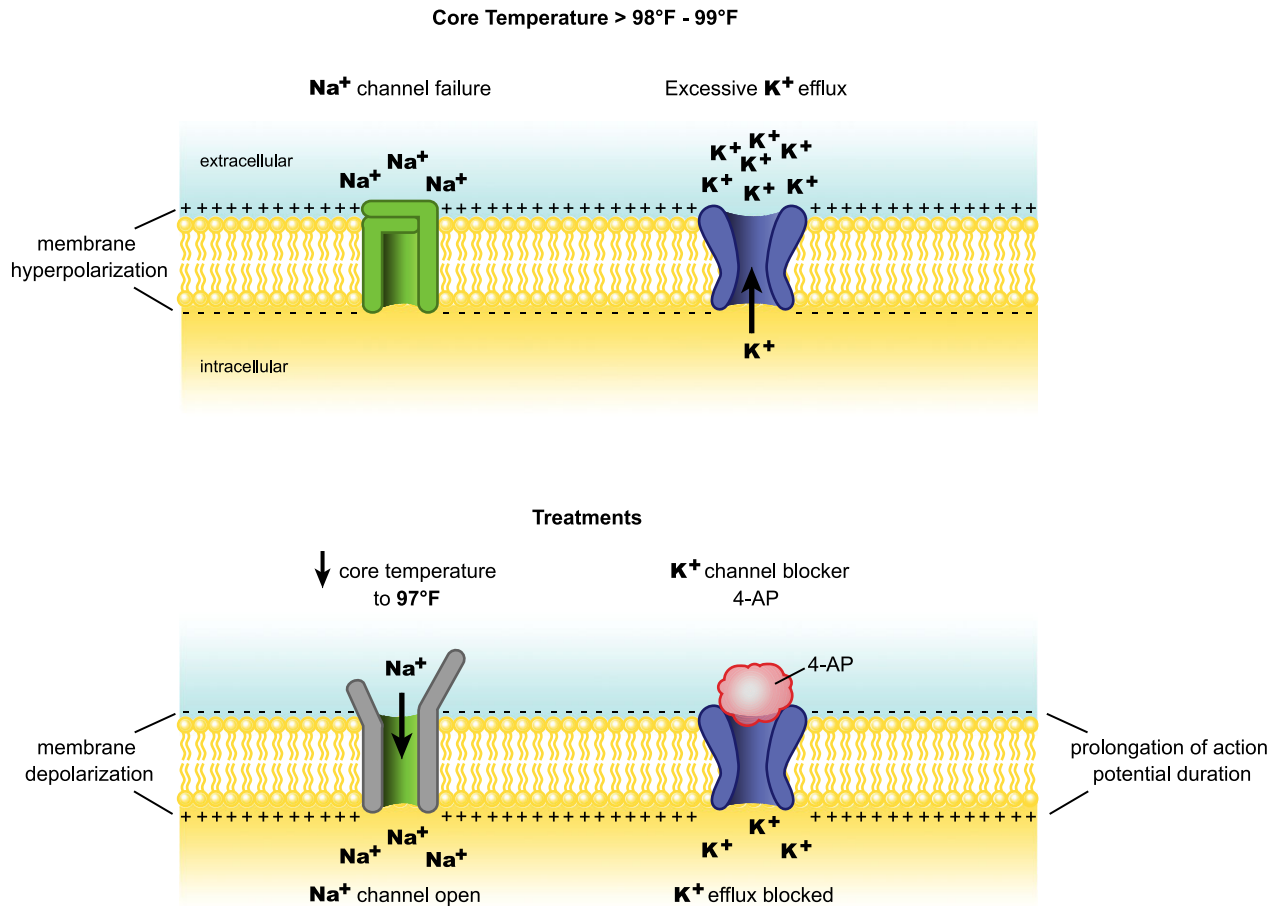 Core Temperature > 98°F - 99°F
Na⁺ channel failure
Excessive K⁺ efflux
extracellular
Na⁺
Na⁺
Na⁺
K⁺
K⁺
K⁺
K⁺
K⁺
K⁺
K⁺
+++++++++++++++++
++++++++++++++++++++++++
+++++++++++++++++++++
membrane
hyperpolarization
K⁺
intracellular
Treatments
↓ core temperature
to 97°F
K⁺ channel blocker
4-AP
Na⁺
4-AP
membrane
depolarization
prolongation of action
potential duration
+++++++++++++++++
++++++++++++++++++++++++
+++++++++++++++++++++
Na⁺
Na⁺
Na⁺
K⁺
K⁺
K⁺
Na⁺ channel open
K⁺ efflux blocked